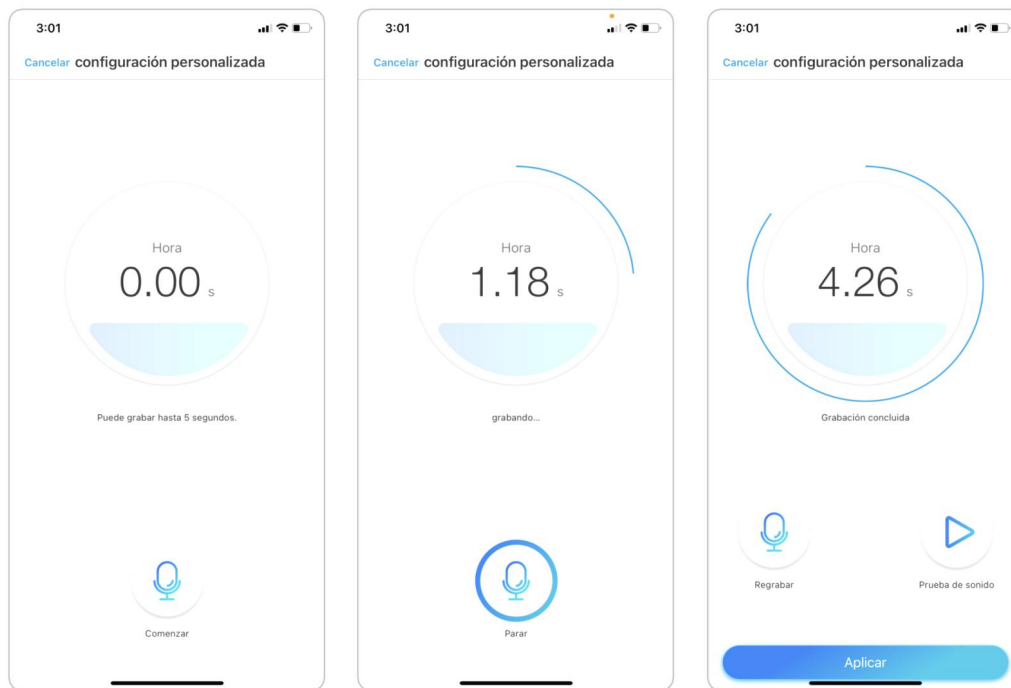 3:01
Cancelar configuración personalizada
Hora
0.00 s
Puede grabar hasta 5 segundos.
Comenzar
3:01
Cancelar configuración personalizada
Hora
1.18 s
grabando...
Parar
3:01
Cancelar configuración personalizada
Hora
4.26 s
Grabación concluida
Regrabar
Prueba de sonido
Aplicar